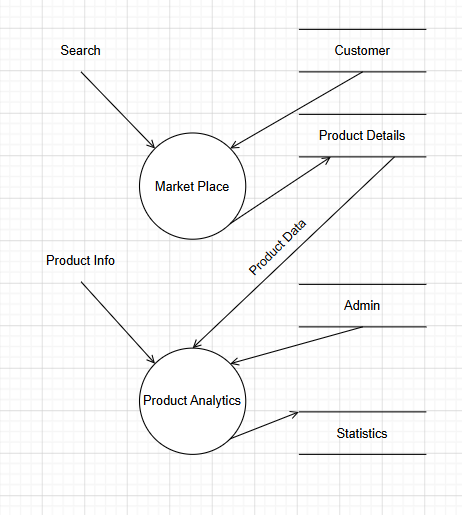 Search
Customer
Product Details
Market Place
Product Data
Product Info
Admin
Product Analytics
Statistics